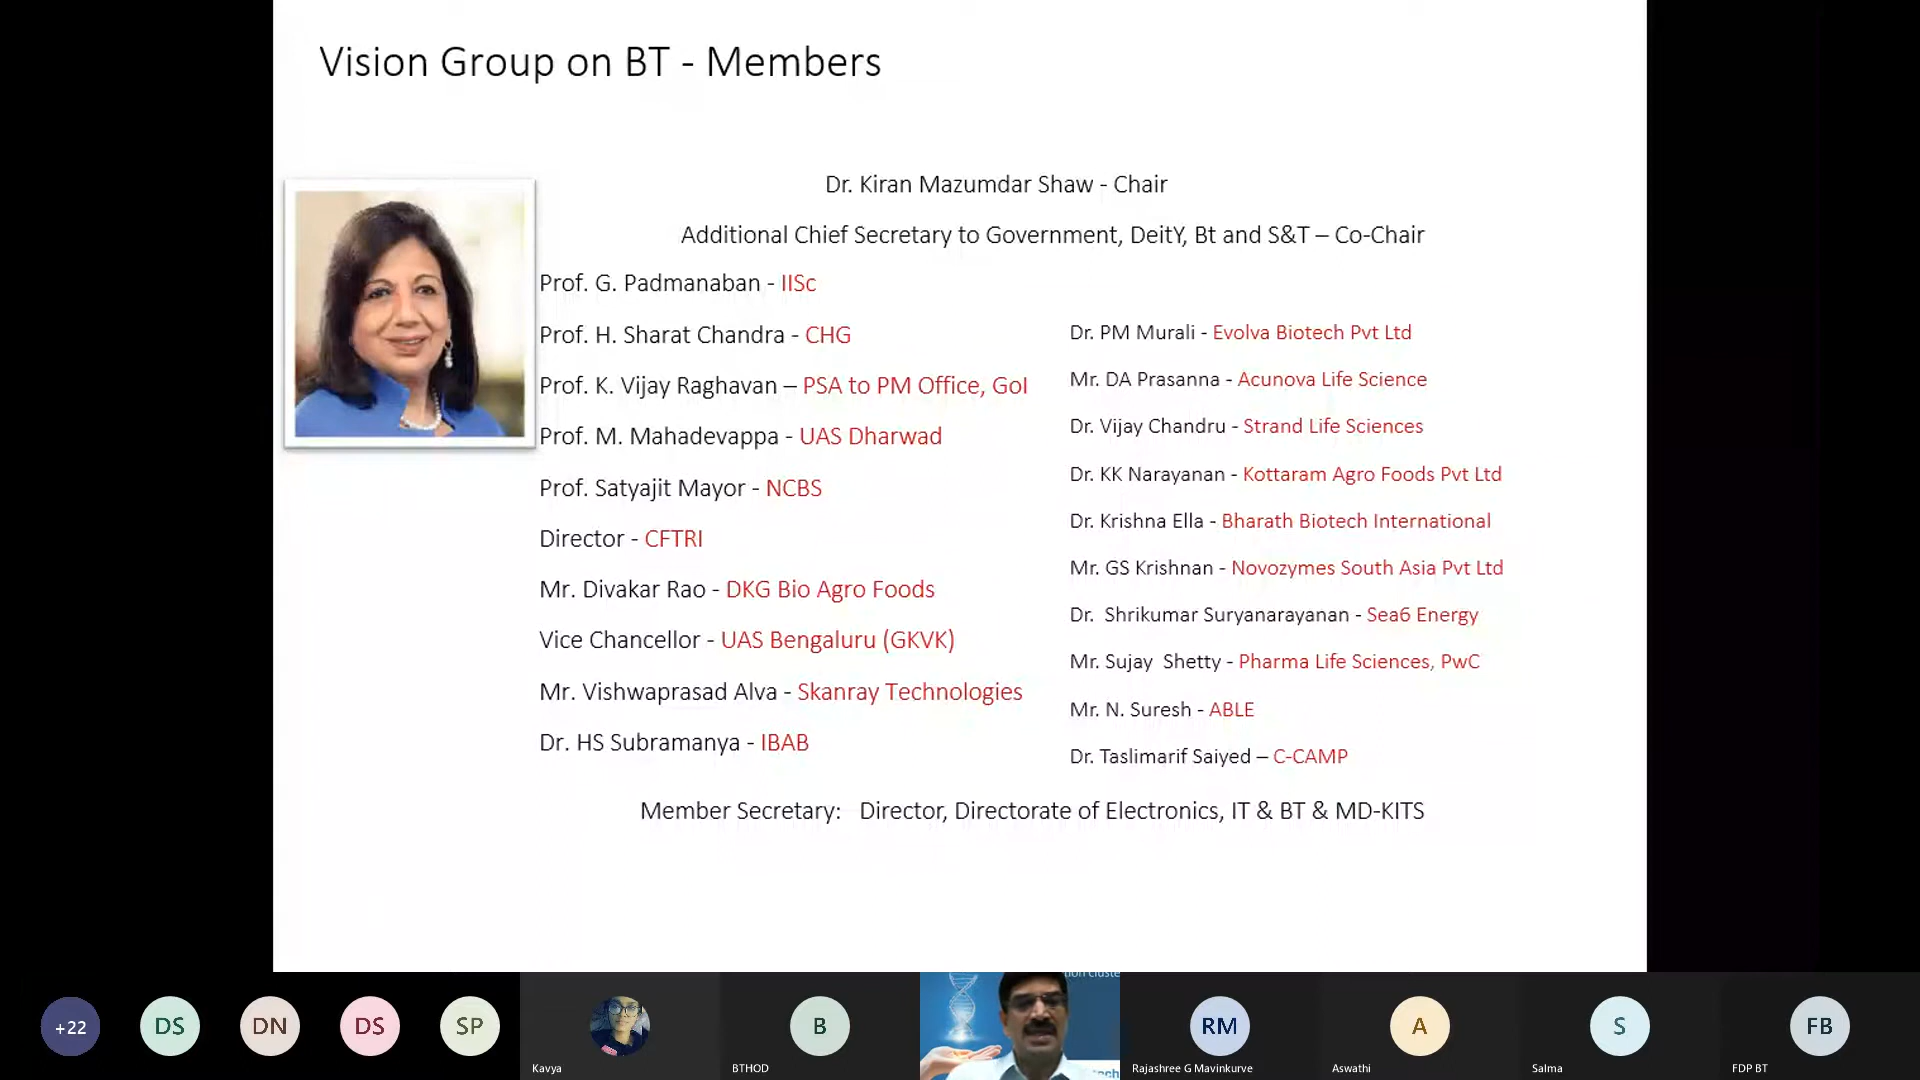 Vision Group on BT - Members
Dr. Kiran Mazumdar Shaw - Chair
Additional Chief Secretary to Government, DeitY, Bt and S&T – Co-Chair
Prof. G. Padmanaban - IISc
Prof. H. Sharat Chandra - CHG
Prof. K. Vijay Raghavan – PSA to PM Office, GoI
Prof. M. Mahadevappa - UAS Dharwad
Prof. Satyajit Mayor - NCBS
Director - CFTRI
Mr. Divakar Rao - DKG Bio Agro Foods
Vice Chancellor - UAS Bengaluru (GKVK)
Mr. Vishwaprasad Alva - Skanray Technologies
Dr. HS Subramanya - IBAB
Dr. PM Murali - Evolva Biotech Pvt Ltd
Mr. DA Prasanna - Acunova Life Science
Dr. Vijay Chandru - Strand Life Sciences
Dr. KK Narayanan - Kottaram Agro Foods Pvt Ltd
Dr. Krishna Ella - Bharath Biotech International
Mr. GS Krishnan - Novozymes South Asia Pvt Ltd
Dr. Shrikumar Suryanarayanan - Sea6 Energy
Mr. Sujay Shetty - Pharma Life Sciences, PwC
Mr. N. Suresh - ABLE
Dr. Taslimarif Saiyed – C-CAMP
Member Secretary: Director, Directorate of Electronics, IT & BT & MD-KITS
+22
DS
DN
DS
SP
Kavya
B
BTHOD
RM
Rajashree G Mavinkurve
A
Aswathi
S
Salma
FB
FDP BT